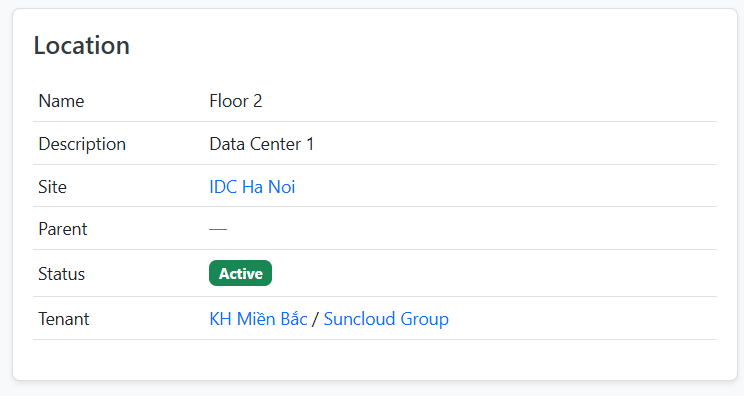 Location
Name Floor 2
Description Data Center 1
Site IDC Ha Noi
Parent —
Status Active
Tenant KH Miền Bắc / Suncloud Group